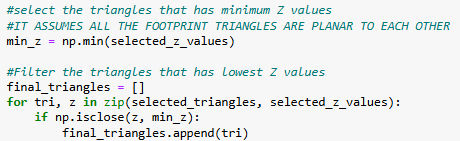 #select the triangles that has minimum Z values
#IT ASSUMES ALL THE FOOTPRINT TRIANGLES ARE PLANAR TO EACH OTHER
min_z = np.min(selected_z_values)

#Filter the triangles that has lowest Z values
final_triangles = []
for tri, z in zip(selected_triangles, selected_z_values):
    if np.isclose(z, min_z):
        final_triangles.append(tri)